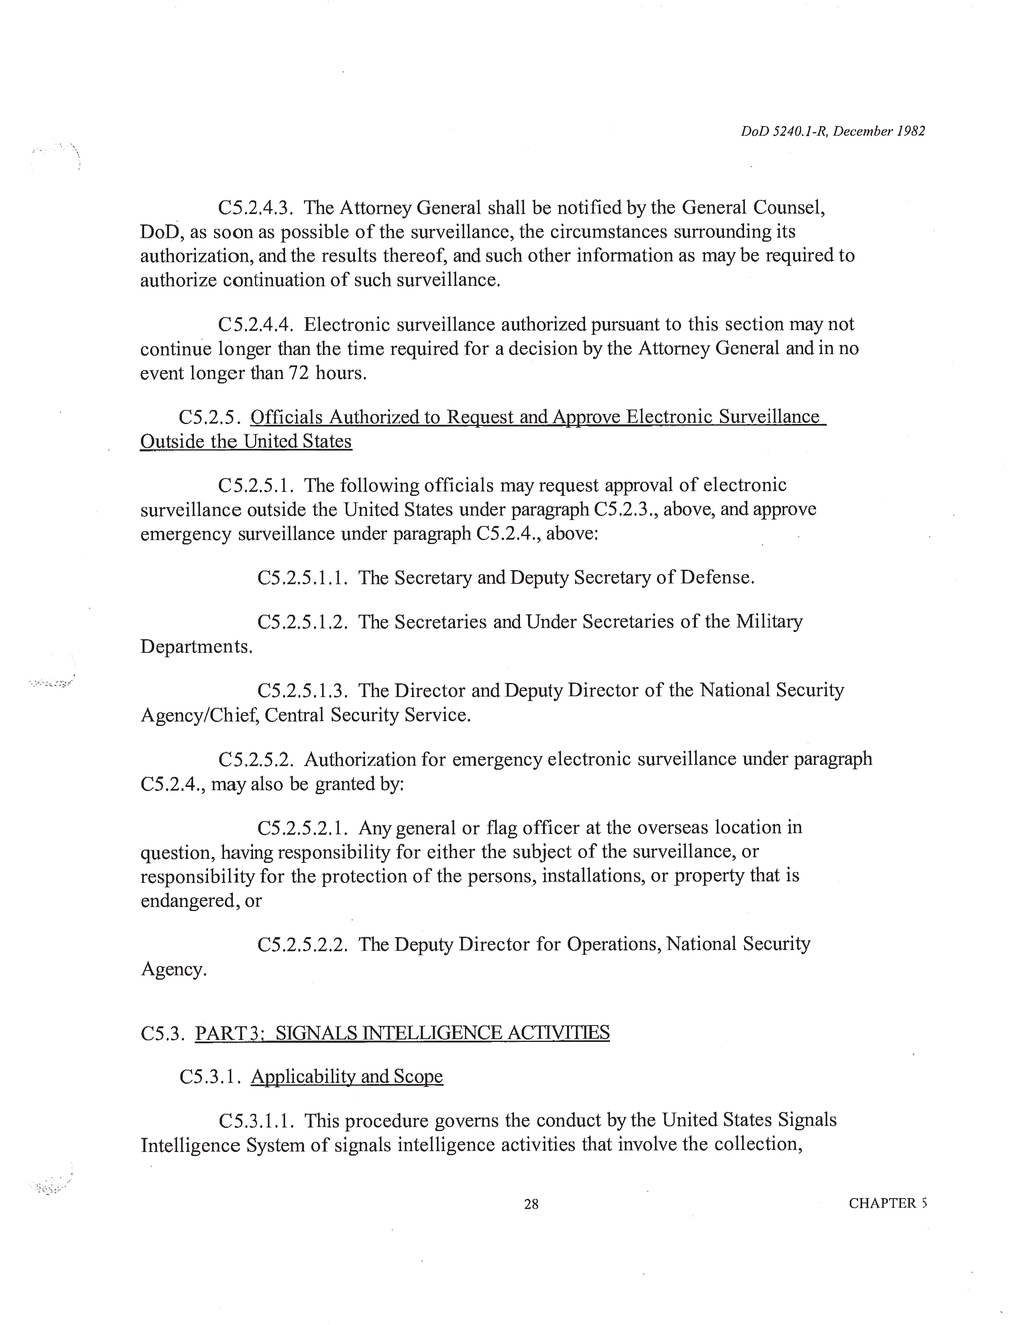 DoD 5240.1-R, December 1982
C5.2.4.3. The Attorney General shall be notified by the General Counsel,
DoD, as soon as possible of the surveillance, the circumstances surrounding its
authorization, and the results thereof, and such other information as may be required to
authorize continuation of such surveillance.
C5.2.4.4. Electronic surveillance authorized pursuant to this section may not
continue longer than the time required for a decision by the Attorney General and in no
event longer than 72 hours.
C5.2.5. Officials Authorized to Request and Approve Electronic Surveillance
Outside the United States
C5.2.5.1. The following officials may request approval of electronic
surveillance outside the United States under paragraph C5.2.3., above, and approve
emergency surveillance under paragraph C5.2.4., above:
C5.2.5.1.1. The Secretary and Deputy Secretary of Defense.
C5.2.5.1.2. The Secretaries and Under Secretaries of the Military
Departments.
C5.2.5.1.3. The Director and Deputy Director of the National Security
Agency/Chief, Central Security Service.
C5.2.5.2. Authorization for emergency electronic surveillance under paragraph
C5.2.4., may also be granted by:
C5.2.5.2.1. Any general or flag officer at the overseas location in
question, having responsibility for either the subject of the surveillance, or
responsibility for the protection of the persons, installations, or property that is
endangered, or
C5.2.5.2.2. The Deputy Director for Operations, National Security
Agency.
C5.3. PART 3: SIGNALS INTELLIGENCE ACTIVITIES
C5.3.1. Applicability and Scope
C5.3.1.1. This procedure governs the conduct by the United States Signals
Intelligence System of signals intelligence activities that involve the collection,
28
CHAPTER 5